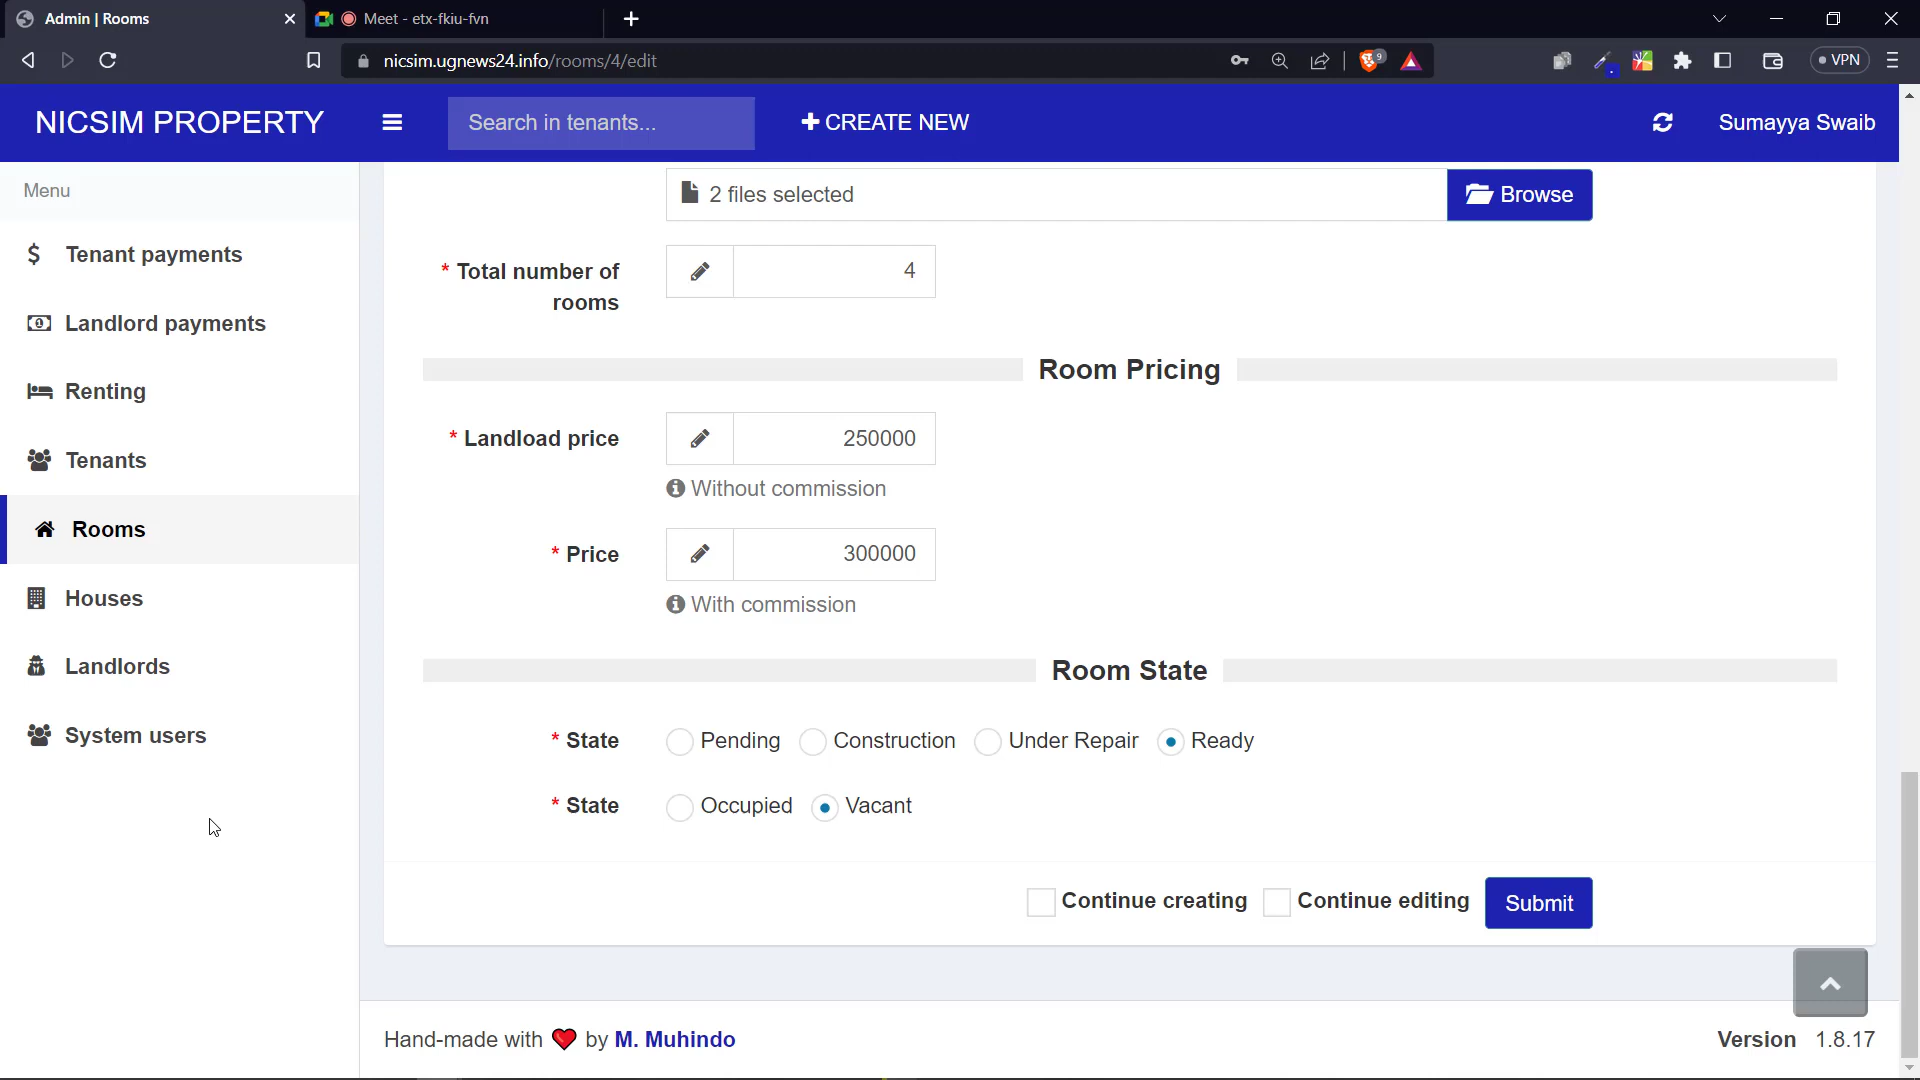 Admin | Rooms
Meet - etx-fkiu-fvn
nicsim.ugnews24.info/rooms/4/edit
9
VPN
NICSIM PROPERTY
Search in tenants...
CREATE NEW
Sumayya Swaib
Menu
Tenant payments
Landlord payments
Renting
Tenants
Rooms
Houses
Landlords
System users
2 files selected
Browse
* Total number of
rooms
4
Room Pricing
* Landload price
250000
Without commission
* Price
300000
With commission
Room State
* State
Pending
Construction
Under Repair
Ready
* State
Occupied
Vacant
Continue creating
Continue editing
Submit
Hand-made with ❤️ by M. Muhindo
Version 1.8.17